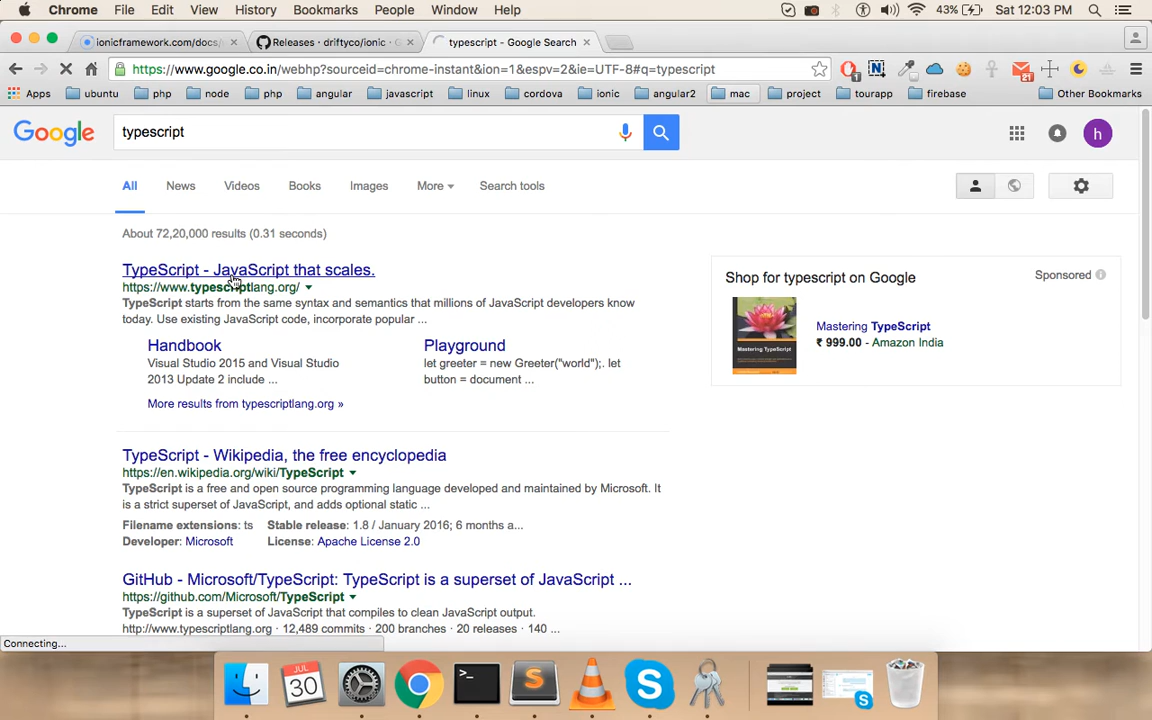 Chrome File Edit View History Bookmarks People Window Help 43% Sat 12:03 PM
ionicframework.com/docs/ Releases · driftyco/ionic · G typescript - Google Search
https://www.google.co.in/webhp?sourceid=chrome-instant&ion=1&espv=2&ie=UTF-8#q=typescript 1 21
Apps ubuntu php node php angular javascript linux cordova ionic angular2 mac project tourapp firebase Other Bookmarks
Google typescript h
All News Videos Books Images More Search tools
About 72,20,000 results (0.31 seconds)
TypeScript - JavaScript that scales.
https://www.typescriptlang.org/
TypeScript starts from the same syntax and semantics that millions of JavaScript developers know
today. Use existing JavaScript code, incorporate popular ...
Handbook
Visual Studio 2015 and Visual Studio
2013 Update 2 include ...
Playground
let greeter = new Greeter("world");. let
button = document ...
More results from typescriptlang.org »
Shop for typescript on Google Sponsored
Mastering TypeScript
Mastering TypeScript
₹ 999.00 - Amazon India
TypeScript - Wikipedia, the free encyclopedia
https://en.wikipedia.org/wiki/TypeScript
TypeScript is a free and open source programming language developed and maintained by Microsoft. It
is a strict superset of JavaScript, and adds optional static ...
Filename extensions: ts Stable release: 1.8 / January 2016; 6 months a...
Developer: Microsoft License: Apache License 2.0
GitHub - Microsoft/TypeScript: TypeScript is a superset of JavaScript ...
https://github.com/Microsoft/TypeScript
TypeScript is a superset of JavaScript that compiles to clean JavaScript output.
http://www.typescriptlang.org · 12,489 commits · 200 branches · 20 releases · 140 ...
Connecting...
JUL
30